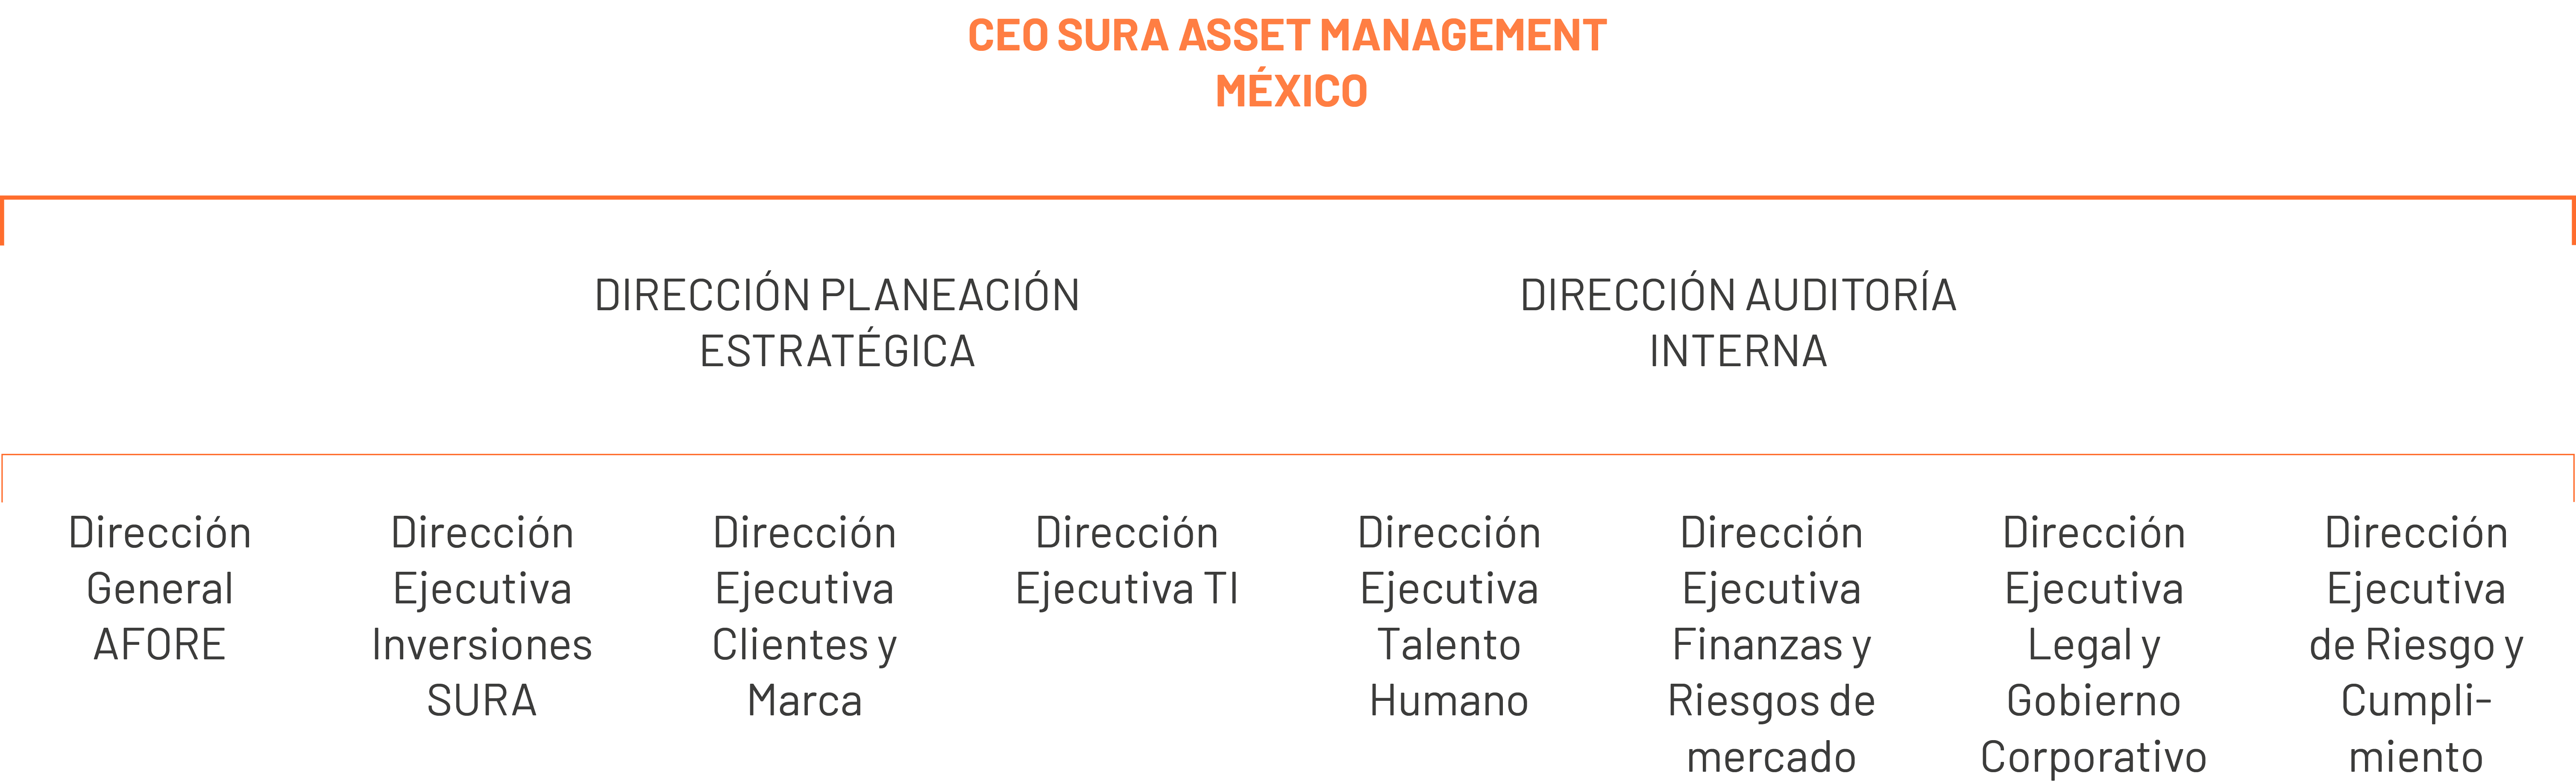 CEO SURA ASSET MANAGEMENT
MÉXICO
DIRECCIÓN PLANEACIÓN
ESTRATÉGICA
DIRECCIÓN AUDITORÍA
INTERNA
Dirección
General
AFORE
Dirección
Ejecutiva
Inversiones
SURA
Dirección
Ejecutiva
Clientes y
Marca
Dirección
Ejecutiva TI
Dirección
Ejecutiva
Talento
Humano
Dirección
Ejecutiva
Finanzas y
Riesgos de
mercado
Dirección
Ejecutiva
Legal y
Gobierno
Corporativo
Dirección
Ejecutiva
de Riesgo y
Cumpli-
miento